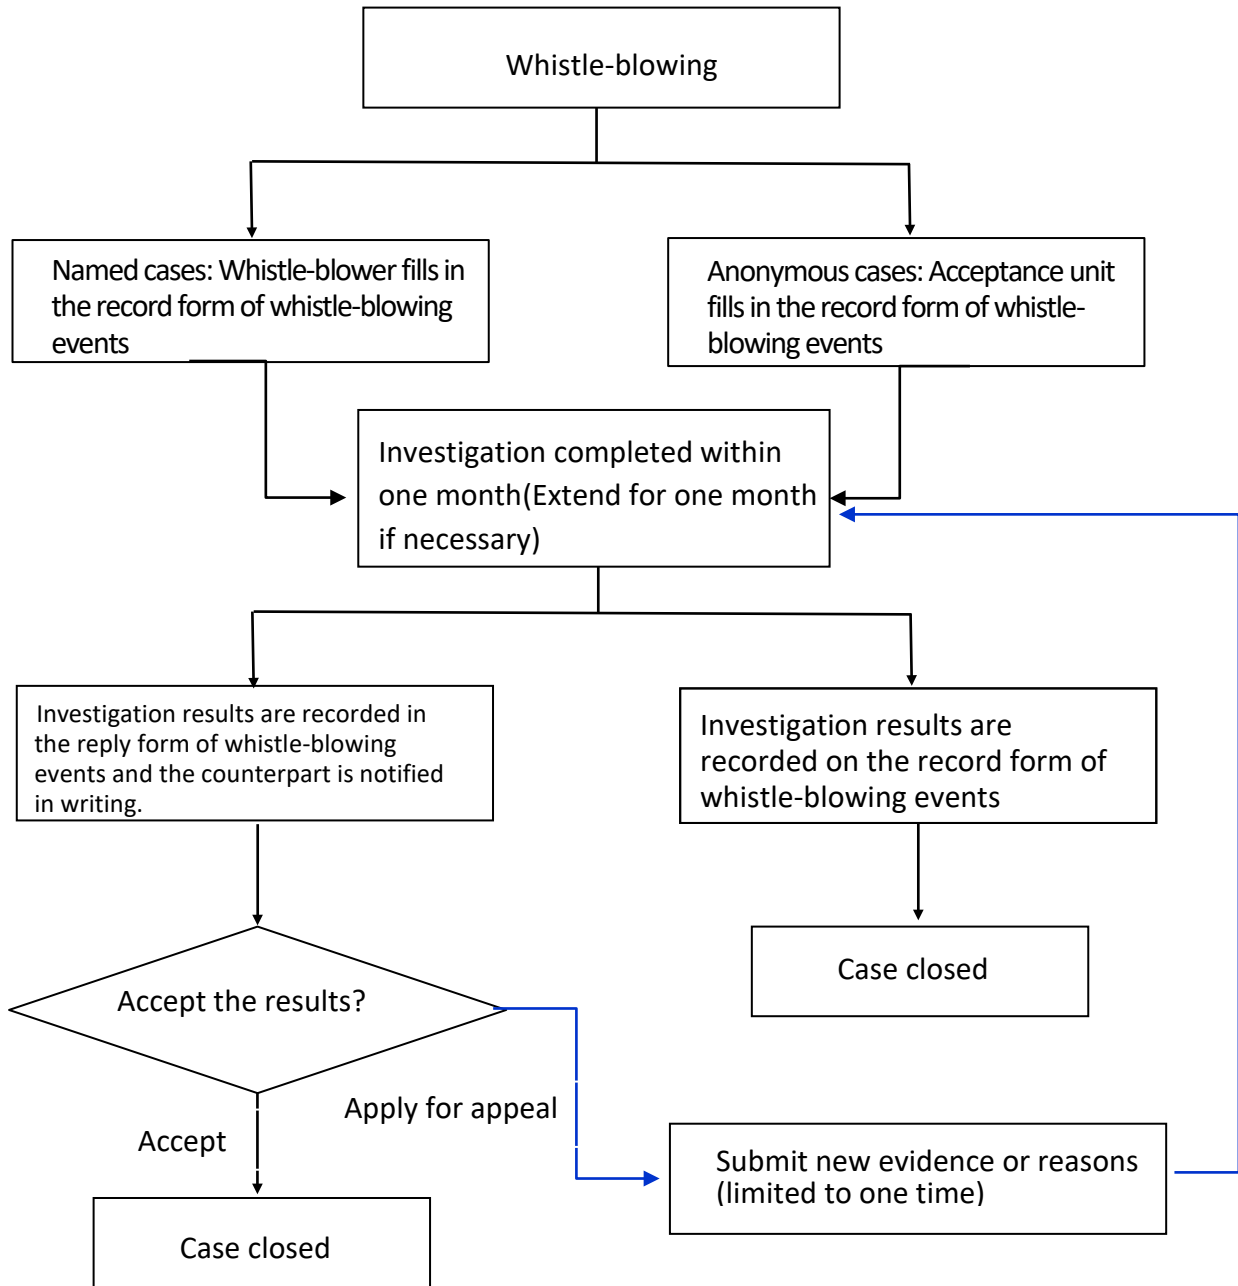 Whistle-blowing
Named cases: Whistle-blower fills in
the record form of whistle-blowing
events
Anonymous cases: Acceptance unit
fills in the record form of whistle-
blowing events
Investigation completed within
one month(Extend for one month
if necessary)
Investigation results are recorded in
the reply form of whistle-blowing
events and the counterpart is notified
in writing.
Investigation results are
recorded on the record form of
whistle-blowing events
Case closed
Accept the results?
Apply for appeal
Accept
Submit new evidence or reasons
(limited to one time)
Case closed